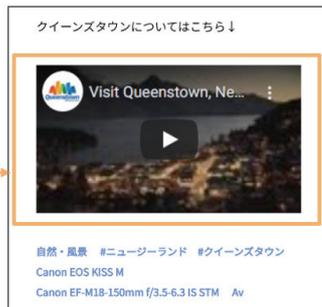 クイーンズタウンについてはこちら↓
Queenstown
Visit Queenstown, Ne...
自然・風景 #ニュージーランド #クイーンズタウン
Canon EOS KISS M
Canon EF-M18-150mm f/3.5-6.3 IS STM Av